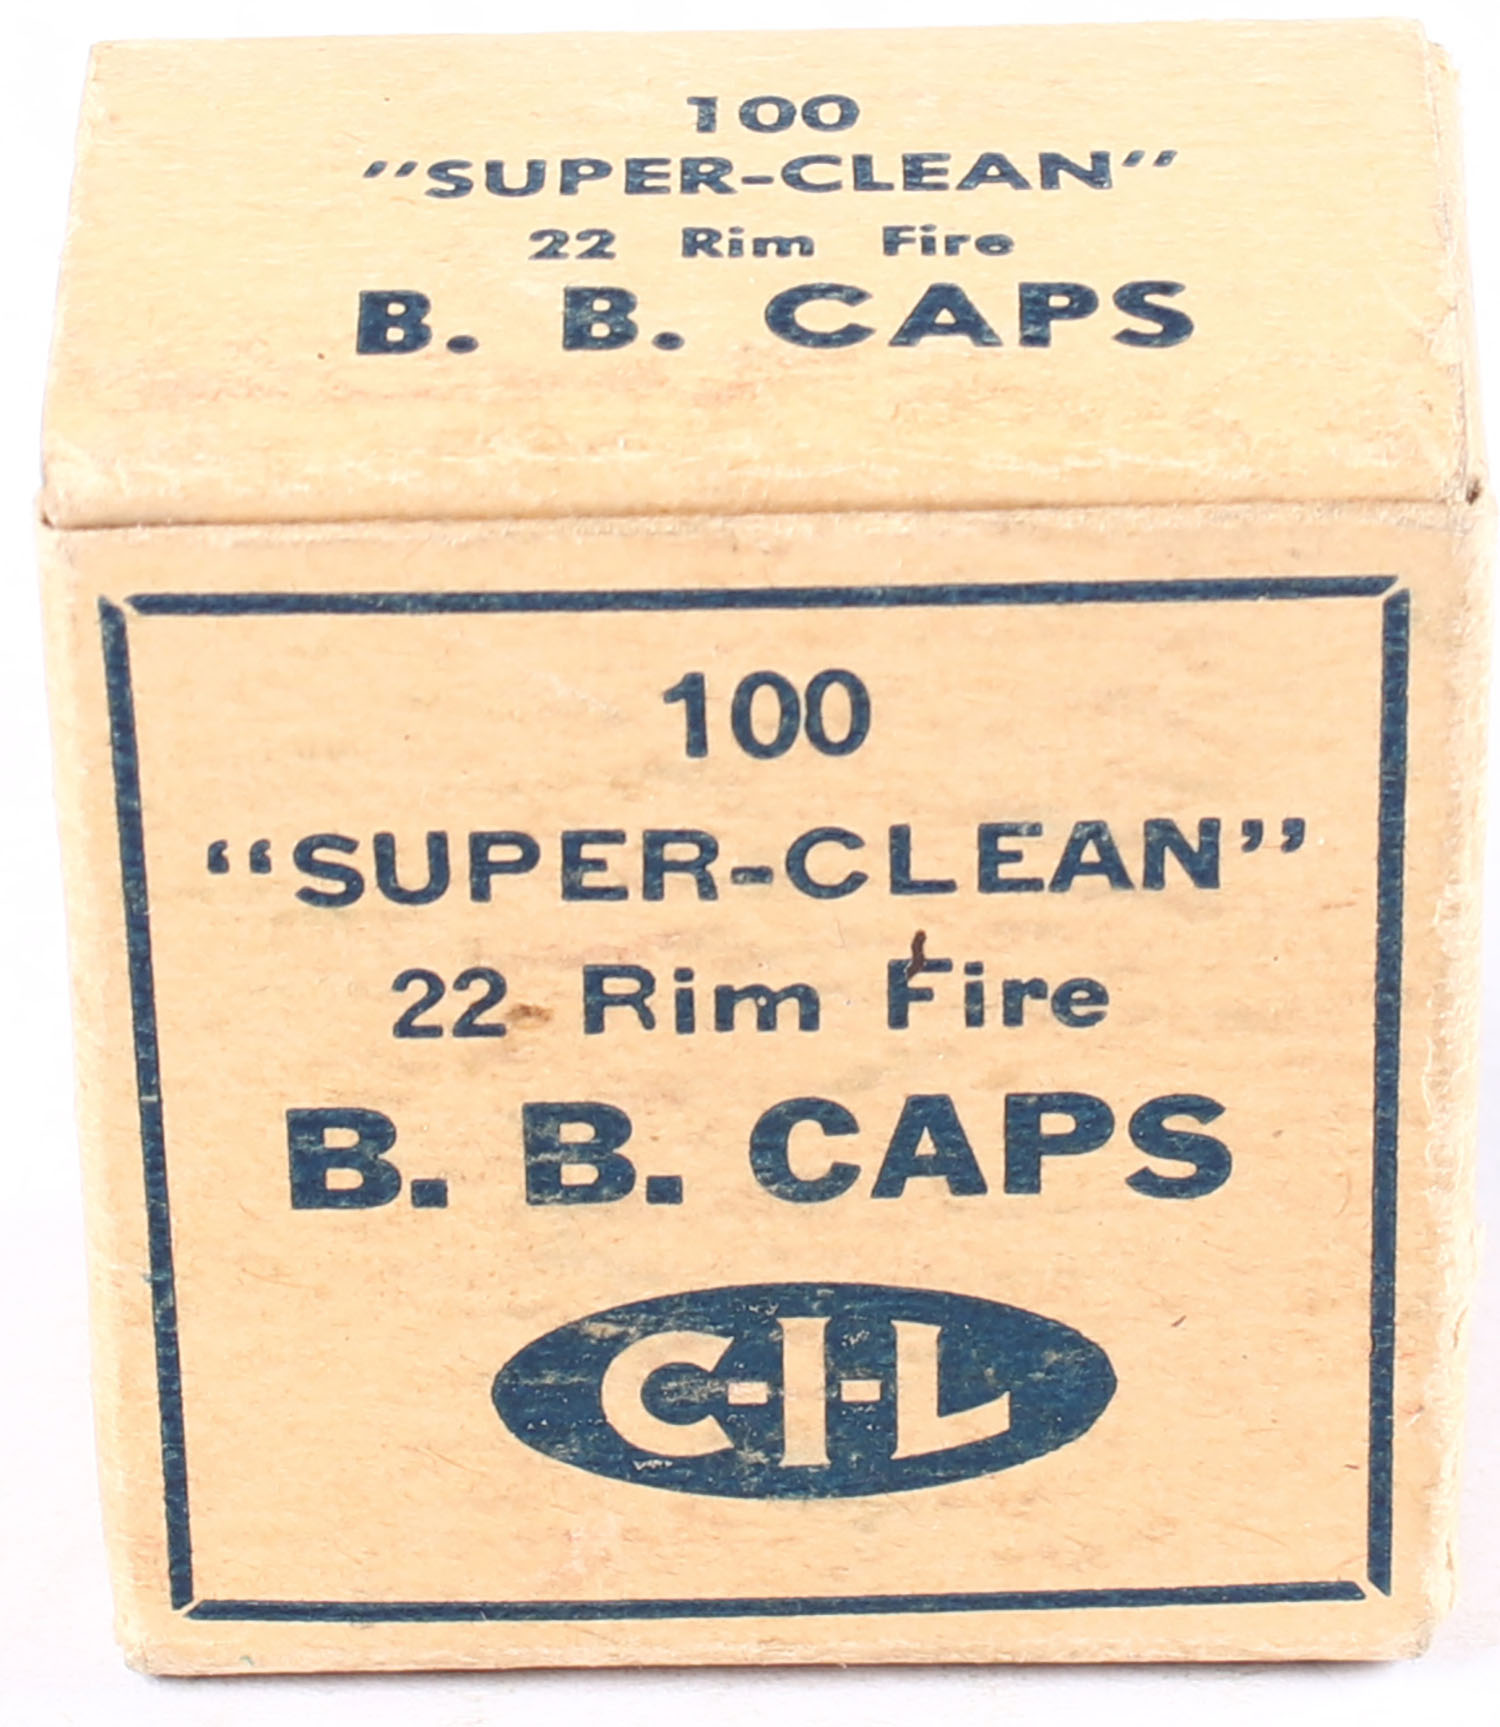 100
"SUPER-CLEAN"
22 Rim Fire
B. B. CAPS
100
“SUPER-CLEAN”
22 Rim Fire
B. B. CAPS
C-I-L